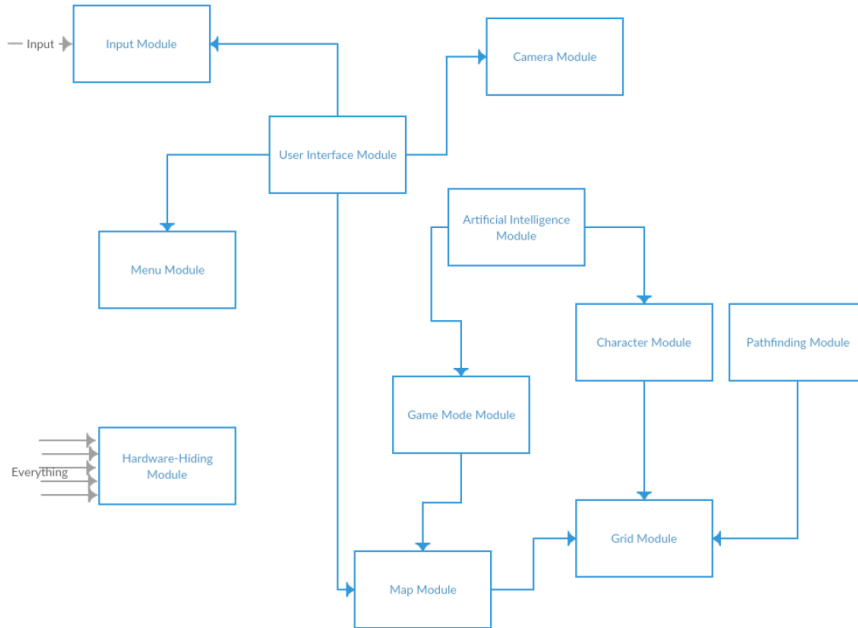 Input
Input Module
Camera Module
User Interface Module
Artificial Intelligence
Module
Menu Module
Character Module
Pathfinding Module
Game Mode Module
Hardware-Hiding
Module
Everything
Grid Module
Map Module